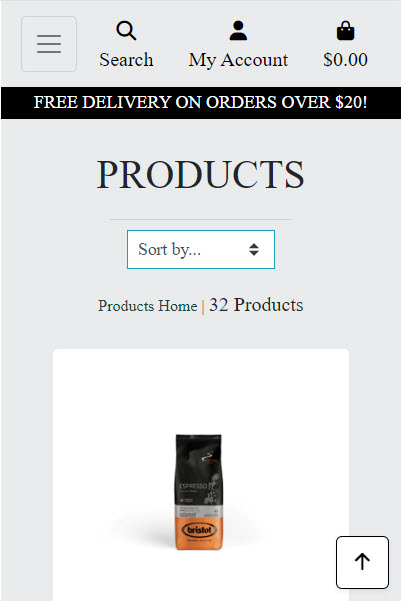 Search My Account $0.00
FREE DELIVERY ON ORDERS OVER $20!
PRODUCTS
Sort by...
Products Home | 32 Products
ESPRESSO
bristot